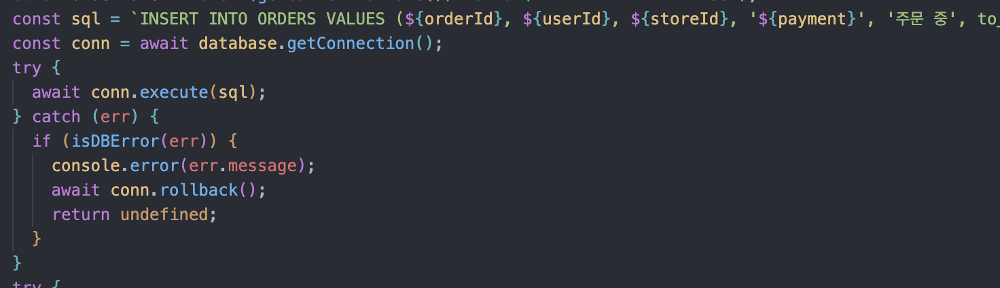 const sql = `INSERT INTO ORDERS VALUES (${orderId}, ${userId}, ${storeId}, '${payment}', '주문 중', to_
const conn = await database.getConnection();
try {
  await conn.execute(sql);
} catch (err) {
  if (isDBError(err)) {
    console.error(err.message);
    await conn.rollback();
    return undefined;
  }
}
try {